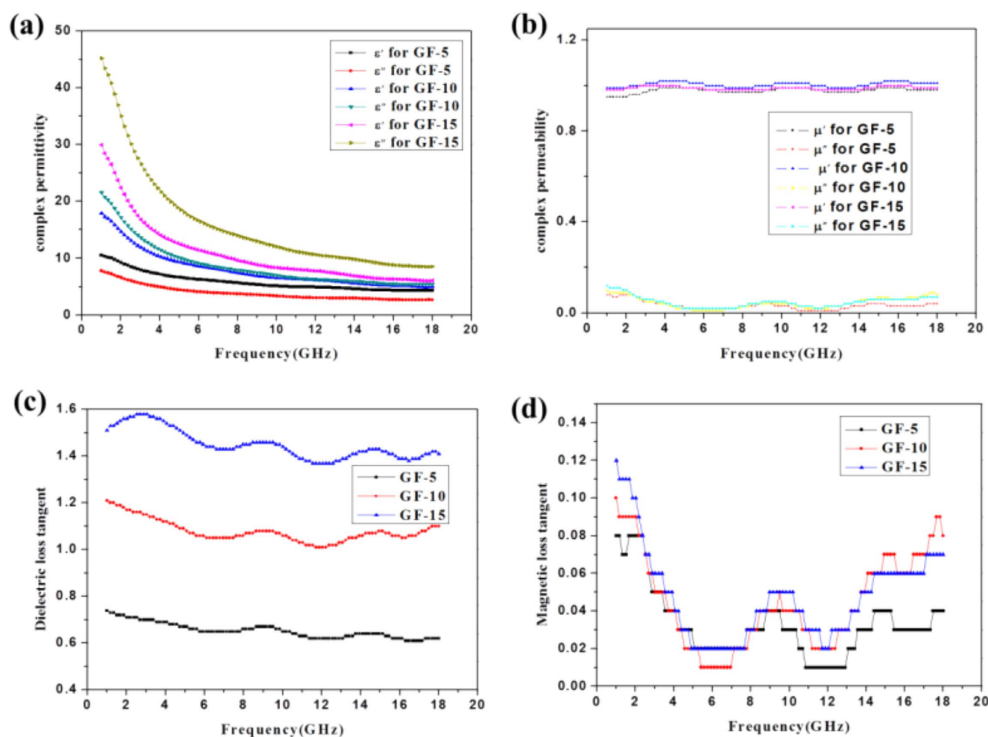 (a)
50
40
30
20
10
0
complex permittivity
0 2 4 6 8 10 12 14 16 18 20
Frequency(GHz)
ε′ for GF-5
ε″ for GF-5
ε′ for GF-10
ε″ for GF-10
ε′ for GF-15
ε″ for GF-15
(b)
1.2
0.8
0.4
0.0
complex permeability
0 2 4 6 8 10 12 14 16 18 20
Frequency(GHz)
μ′ for GF-5
μ″ for GF-5
μ′ for GF-10
μ″ for GF-10
μ′ for GF-15
μ″ for GF-15
(c)
1.6
1.4
1.2
1.0
0.8
0.6
0.4
Dielectric loss tangent
0 2 4 6 8 10 12 14 16 18 20
Frequency(GHz)
GF-5
GF-10
GF-15
(d)
0.14
0.12
0.10
0.08
0.06
0.04
0.02
0.00
Magnetic loss tangent
0 2 4 6 8 10 12 14 16 18 20
Frequency(GHz)
GF-5
GF-10
GF-15